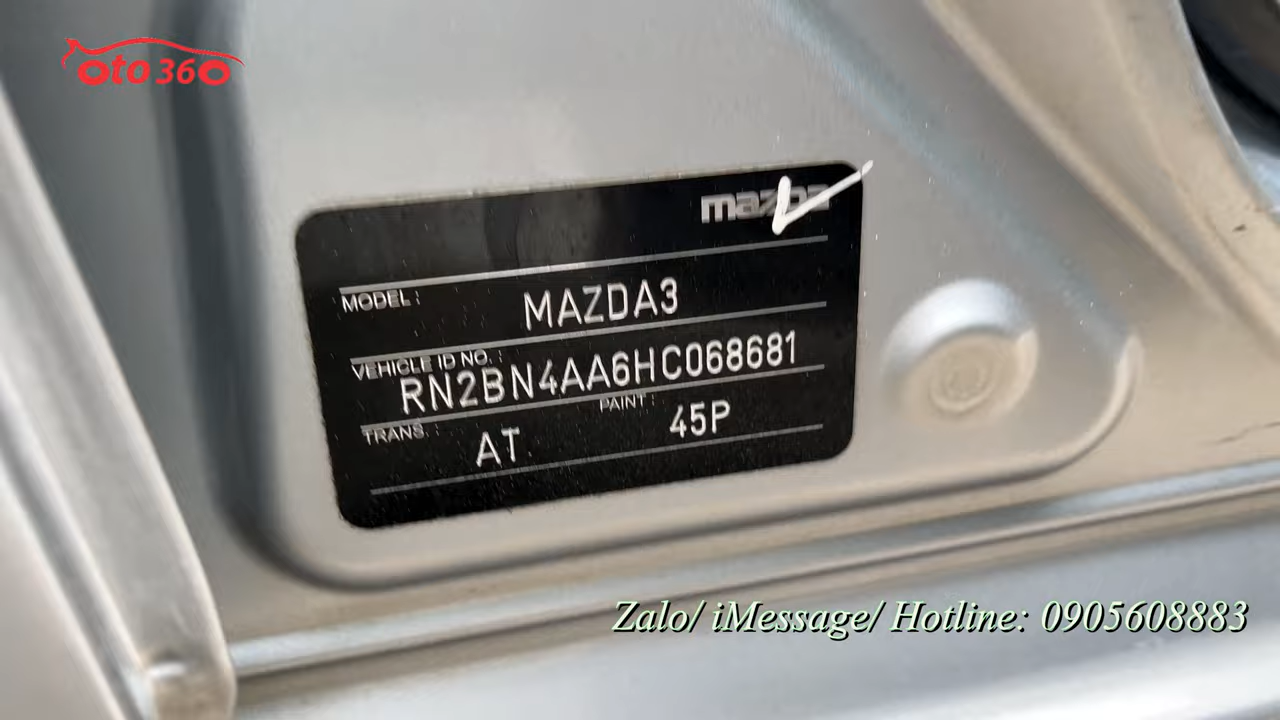 oto360
mazda
MODEL :
MAZDA3
VEHICLE ID NO. :
RN2BN4AA6HC068681
TRANS. :
AT
PAINT :
45P
Zalo/ iMessage/ Hotline: 0905608883